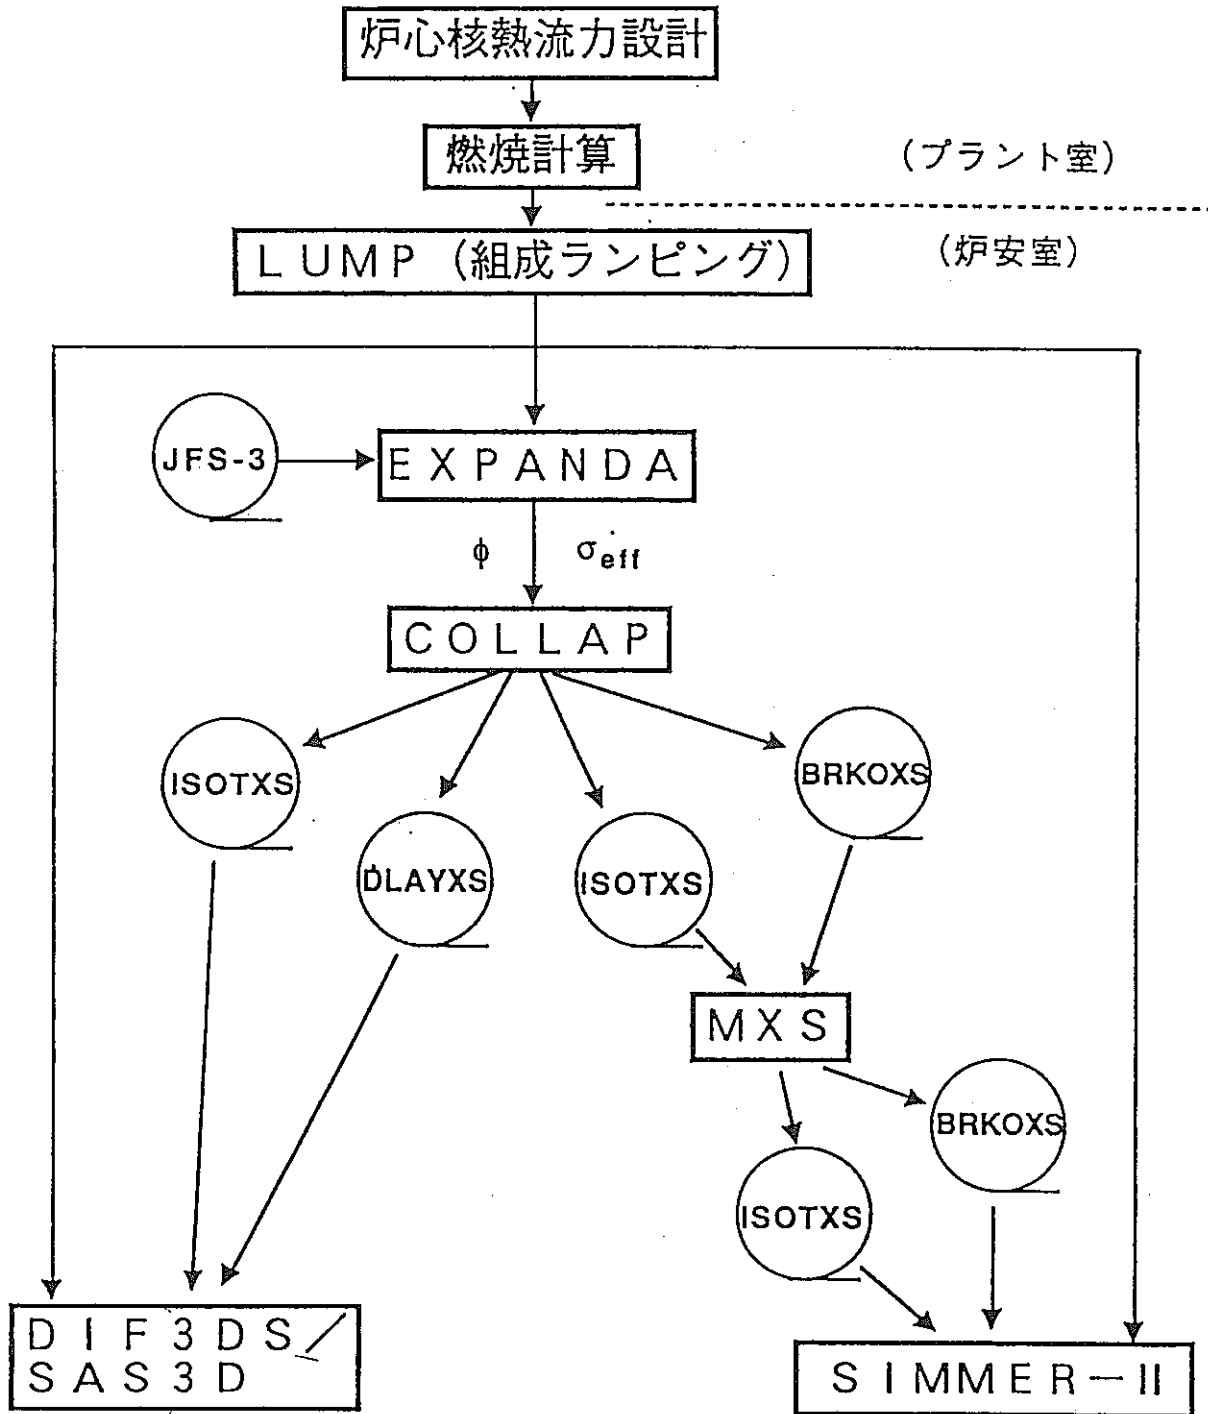 炉心核熱流力設計
燃焼計算
(プラント室)
LUMP (組成ランピング)
(炉安室)
JFS-3
EXPANDA
φ σeff
COLLAP
ISOTXS
BRKOXS
DLAYXS
ISOTXS
MXS
BRKOXS
ISOTXS
DIF3DS/
SAS3D
SIMMER-II